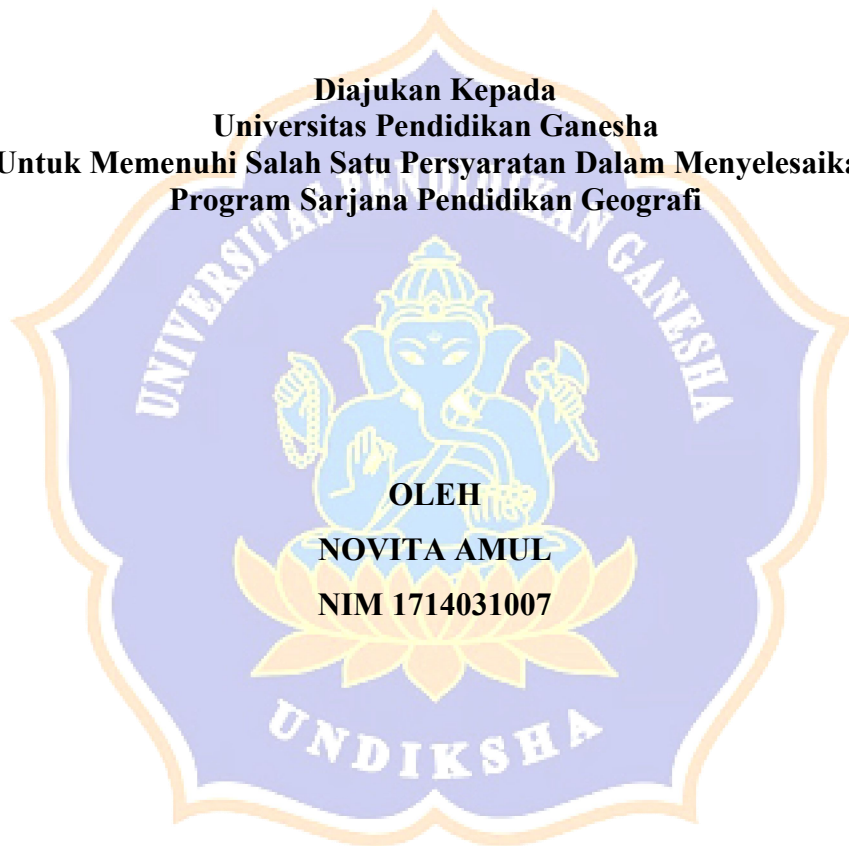 Diajukan Kepada
Universitas Pendidikan Ganesha
Untuk Memenuhi Salah Satu Persyaratan Dalam Menyelesaika
Program Sarjana Pendidikan Geografi
UNIVERSITAS PENDIDIKAN GANESHA
OLEH
NOVITA AMUL
NIM 1714031007
UNDIKSHA